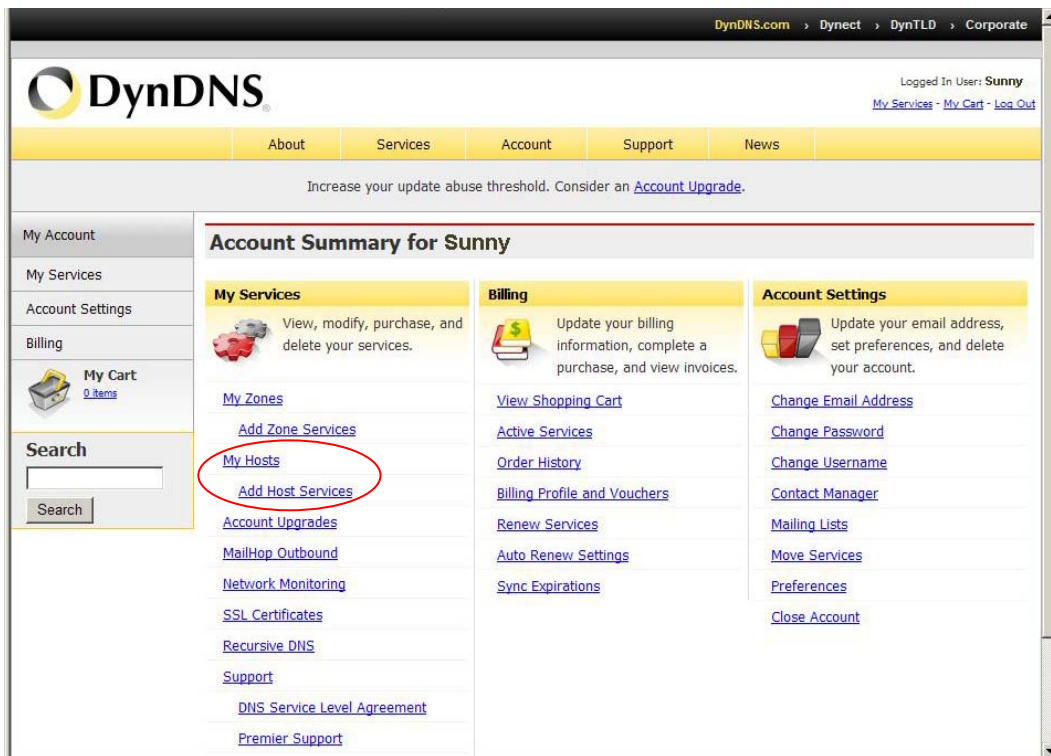 DynDNS.com › Dynect › DynTLD › Corporate
DynDNS®
Logged In User: Sunny
My Services - My Cart - Log Out
About Services Account Support News
Increase your update abuse threshold. Consider an Account Upgrade.
My Account
My Services
Account Settings
Billing
My Cart
0 items
Search
Search
Account Summary for Sunny
My Services
View, modify, purchase, and
delete your services.
My Zones
Add Zone Services
My Hosts
Add Host Services
Account Upgrades
MailHop Outbound
Network Monitoring
SSL Certificates
Recursive DNS
Support
DNS Service Level Agreement
Premier Support
Billing
Update your billing
information, complete a
purchase, and view invoices.
View Shopping Cart
Active Services
Order History
Billing Profile and Vouchers
Renew Services
Auto Renew Settings
Sync Expirations
Account Settings
Update your email address,
set preferences, and delete
your account.
Change Email Address
Change Password
Change Username
Contact Manager
Mailing Lists
Move Services
Preferences
Close Account